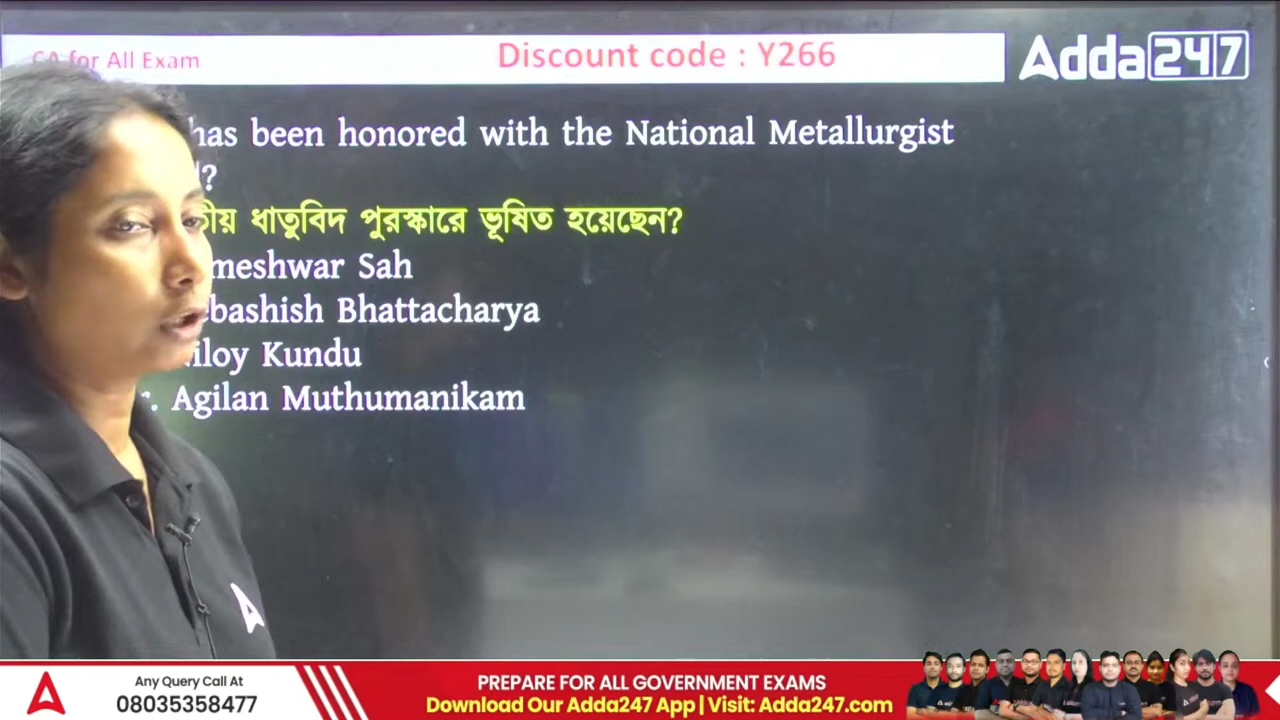 CA for All Exam
Discount code : Y266
Adda247
has been honored with the National Metallurgist
?
ধাতুবিদ পুরস্কারে ভূষিত হয়েছেন?
meshwar Sah
bashish Bhattacharya
iloy Kundu
r. Agilan Muthumanikam
Any Query Call At
08035358477
PREPARE FOR ALL GOVERNMENT EXAMS
Download Our Adda247 App | Visit: Adda247.com